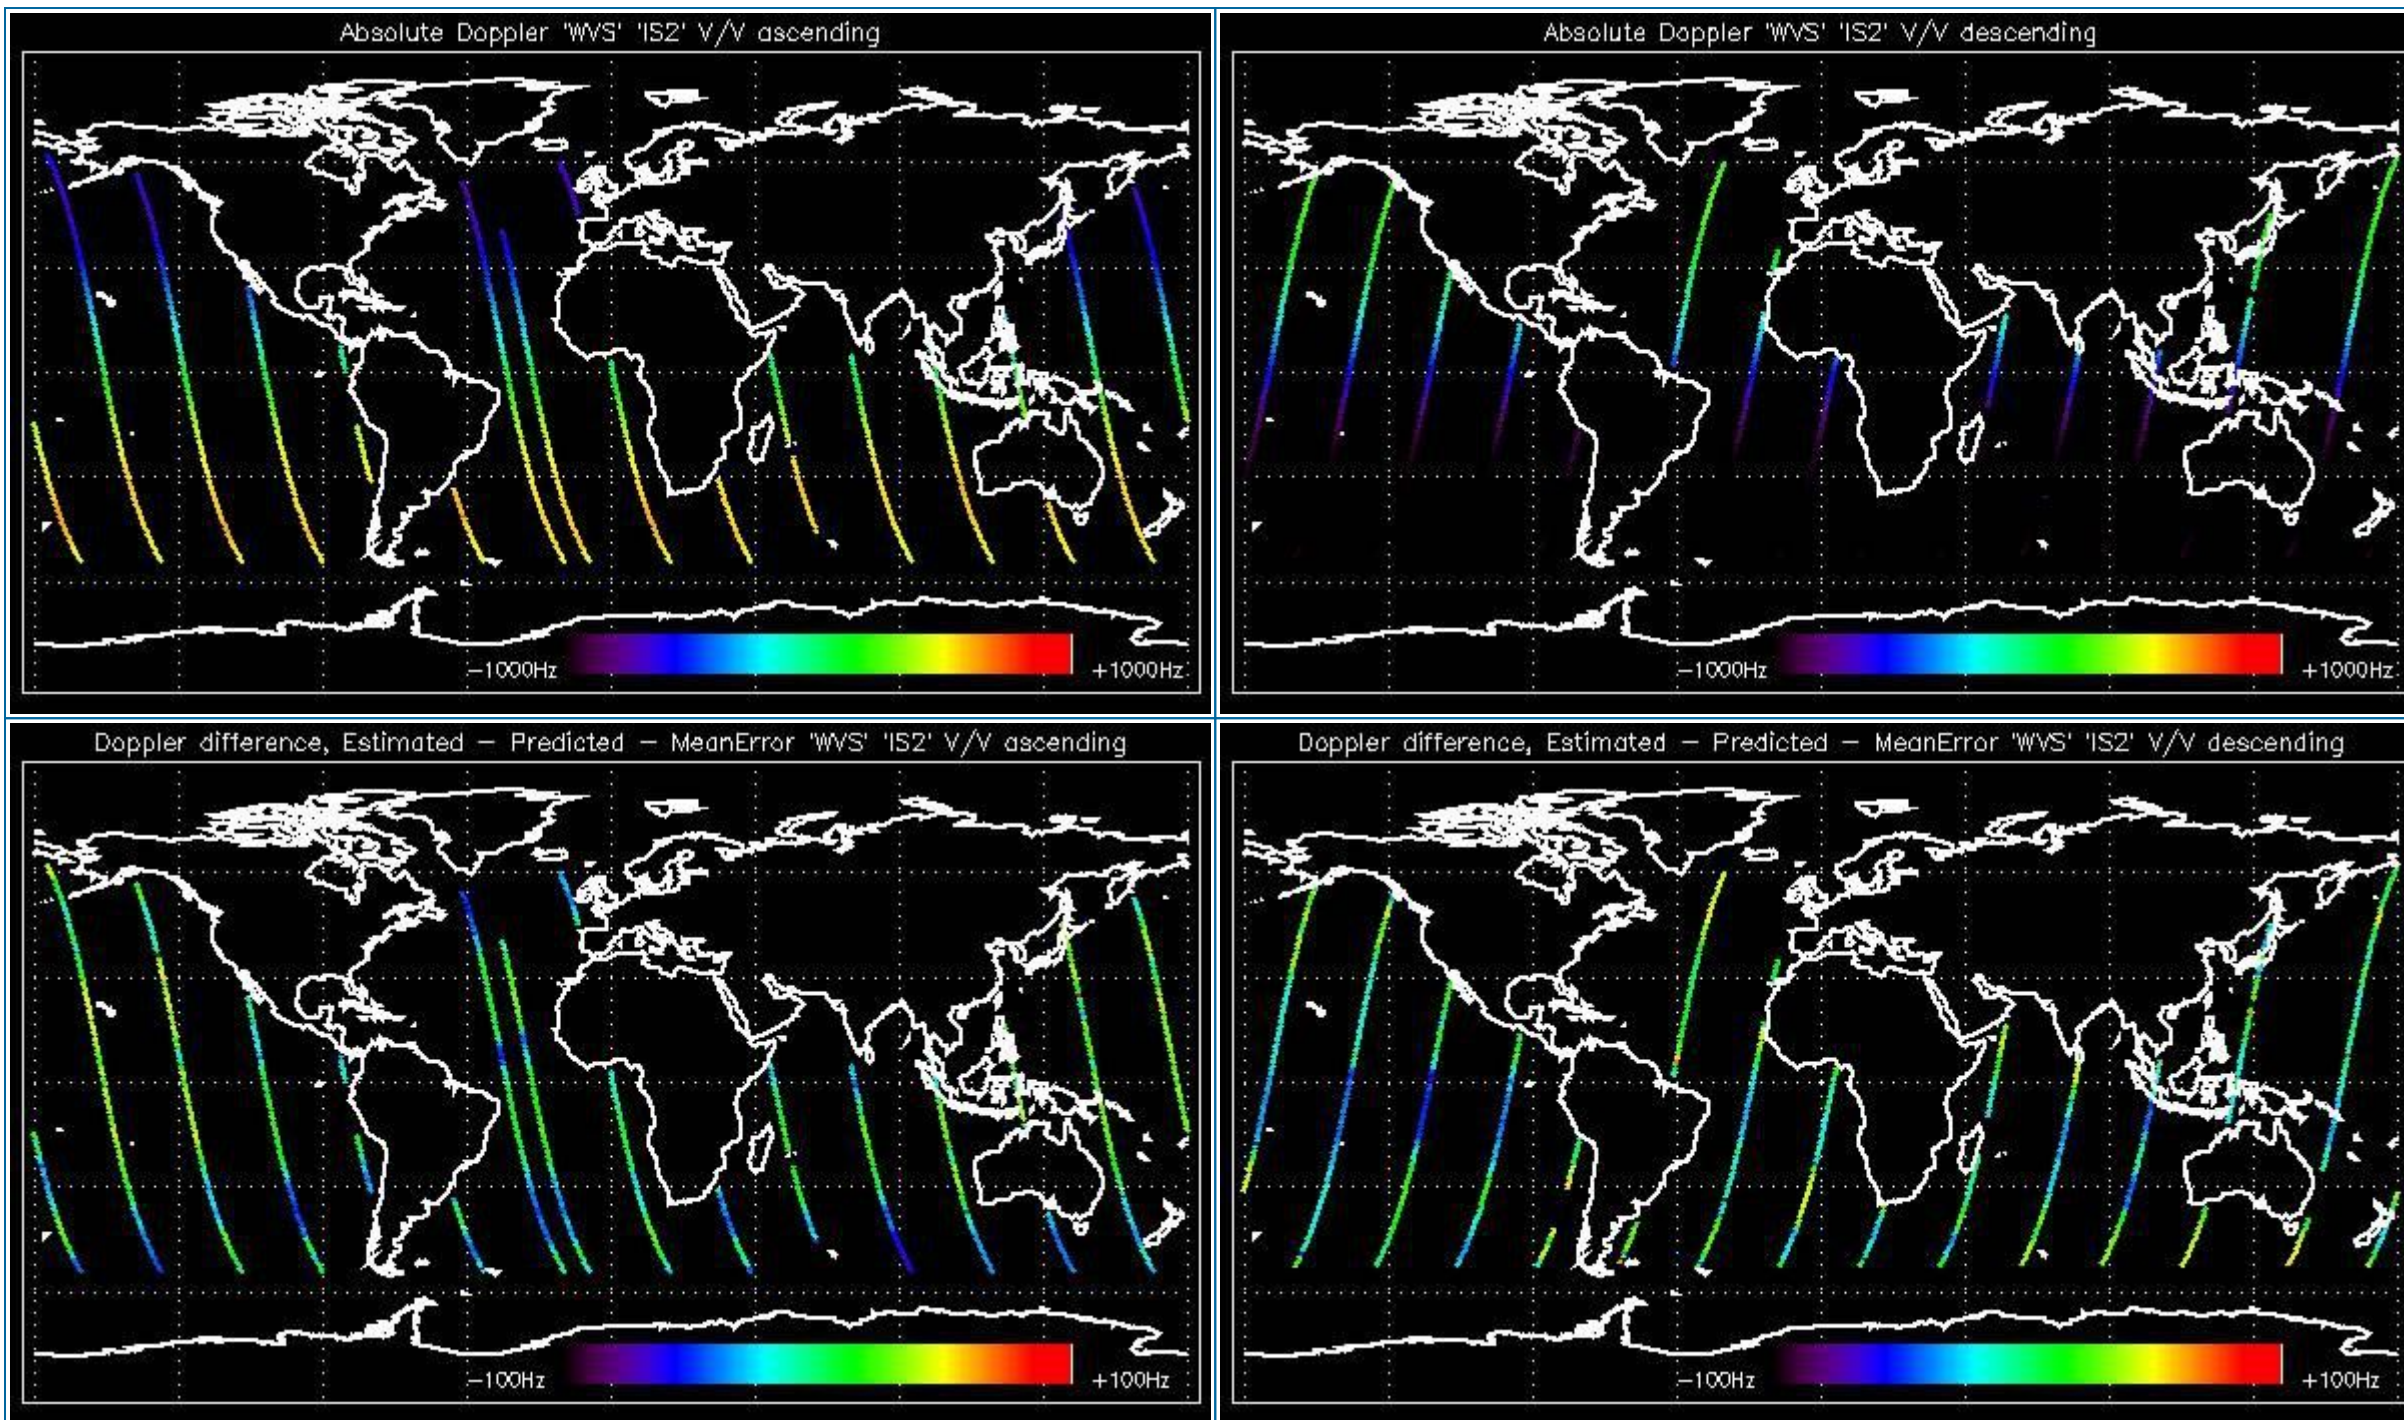 Absolute Doppler 'WVS' 'IS2' V/V ascending
-1000Hz
+1000Hz
Absolute Doppler 'WVS' 'IS2' V/V descending
-1000Hz
+1000Hz
Doppler difference, Estimated - Predicted - MeanError 'WVS' 'IS2' V/V ascending
-100Hz
+100Hz
Doppler difference, Estimated - Predicted - MeanError 'WVS' 'IS2' V/V descending
-100Hz
+100Hz